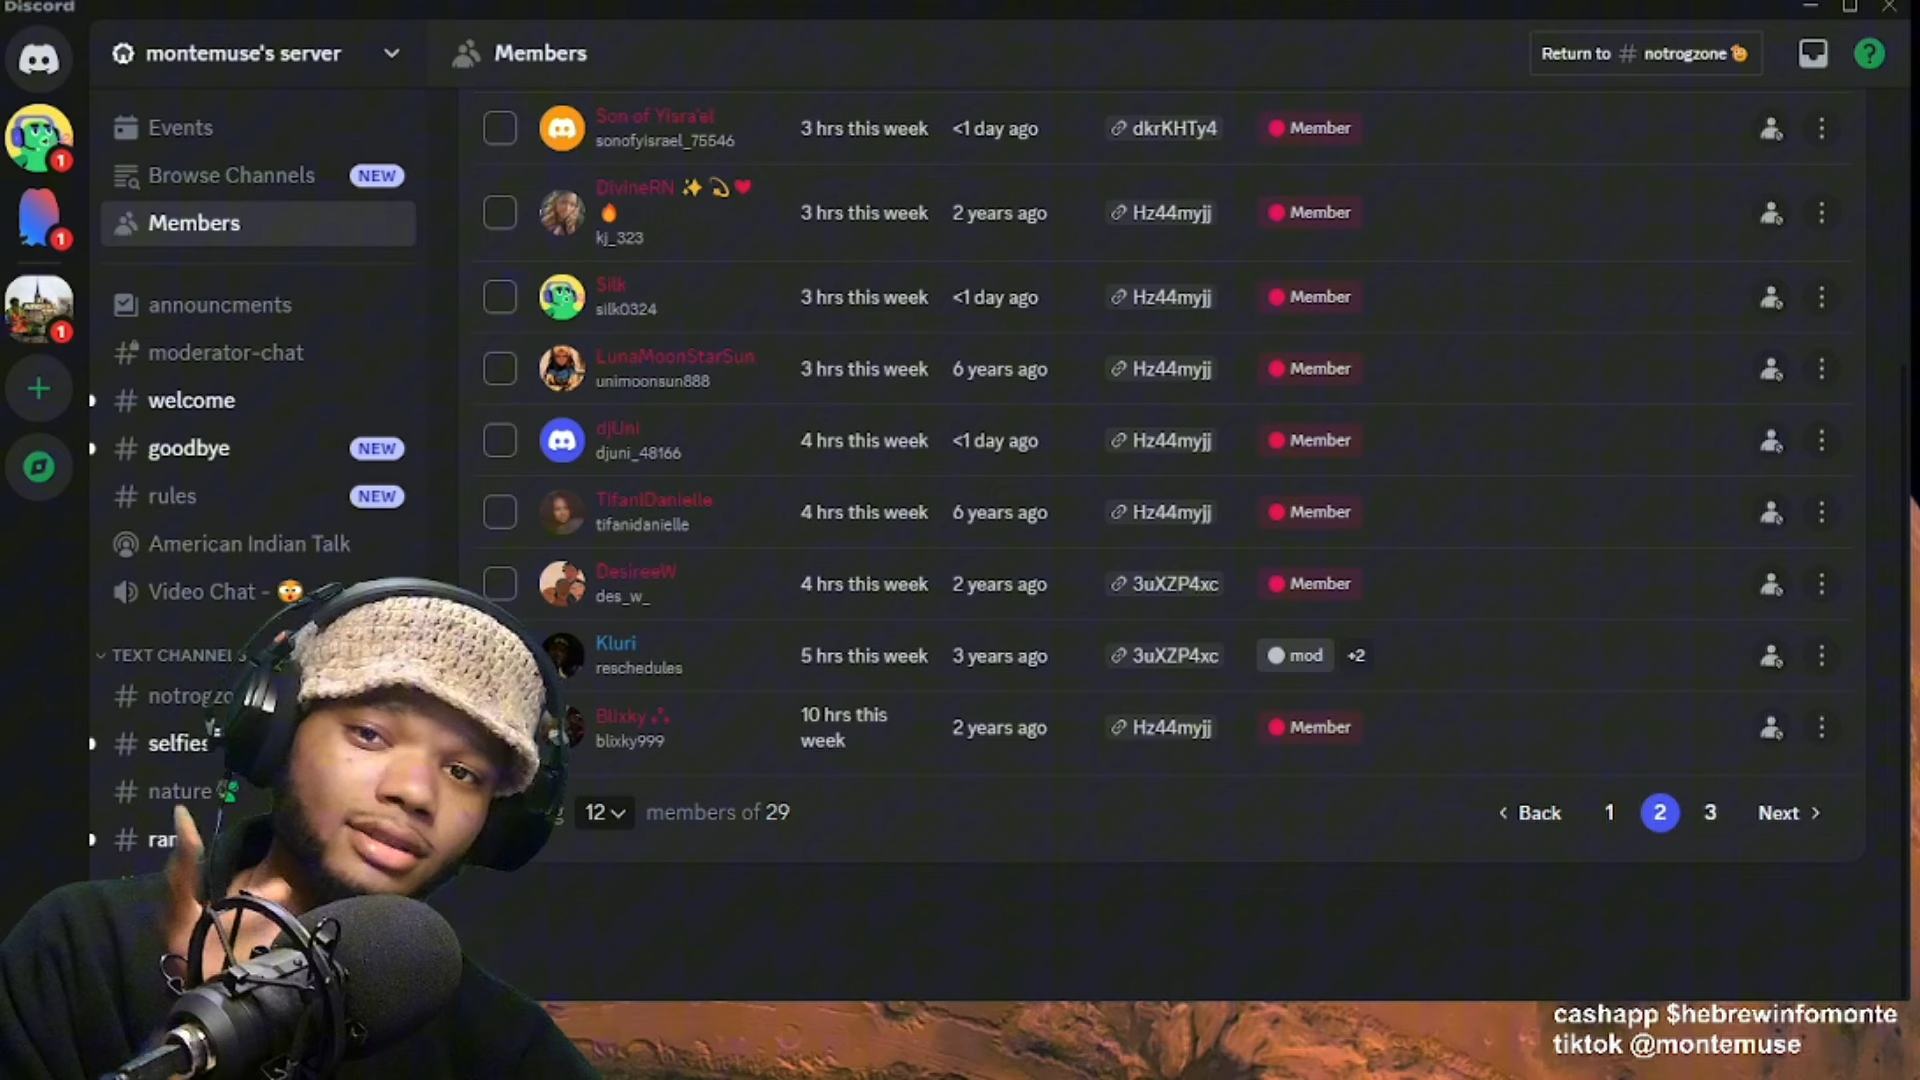 Discord
montemuse's server
Members
Return to # notrogzone
Events
Browse Channels NEW
Members
announcments
moderator-chat
# welcome
# goodbye NEW
# rules NEW
American Indian Talk
Video Chat -
TEXT CHANNELS
# notrogzo
# selfies
# nature
# ran
1
1
1
Son of Yisra'el
sonofyisrael_75546
3 hrs this week <1 day ago dkrKHTy4 Member
DivineRN
kj_323
3 hrs this week 2 years ago Hz44myjj Member
Silk
silk0324
3 hrs this week <1 day ago Hz44myjj Member
LunaMoonStarSun
unimoonsun888
3 hrs this week 6 years ago Hz44myjj Member
djUni
djuni_48166
4 hrs this week <1 day ago Hz44myjj Member
TifaniDanielle
tifanidanielle
4 hrs this week 6 years ago Hz44myjj Member
DesireeW
des_w_
4 hrs this week 2 years ago 3uXZP4xc Member
Kluri
reschedules
5 hrs this week 3 years ago 3uXZP4xc mod +2
Blixky
blixky999
10 hrs this
week
2 years ago Hz44myjj Member
g 12 members of 29
Back 1 2 3 Next
cashapp $hebrewinfomonte
tiktok @montemuse